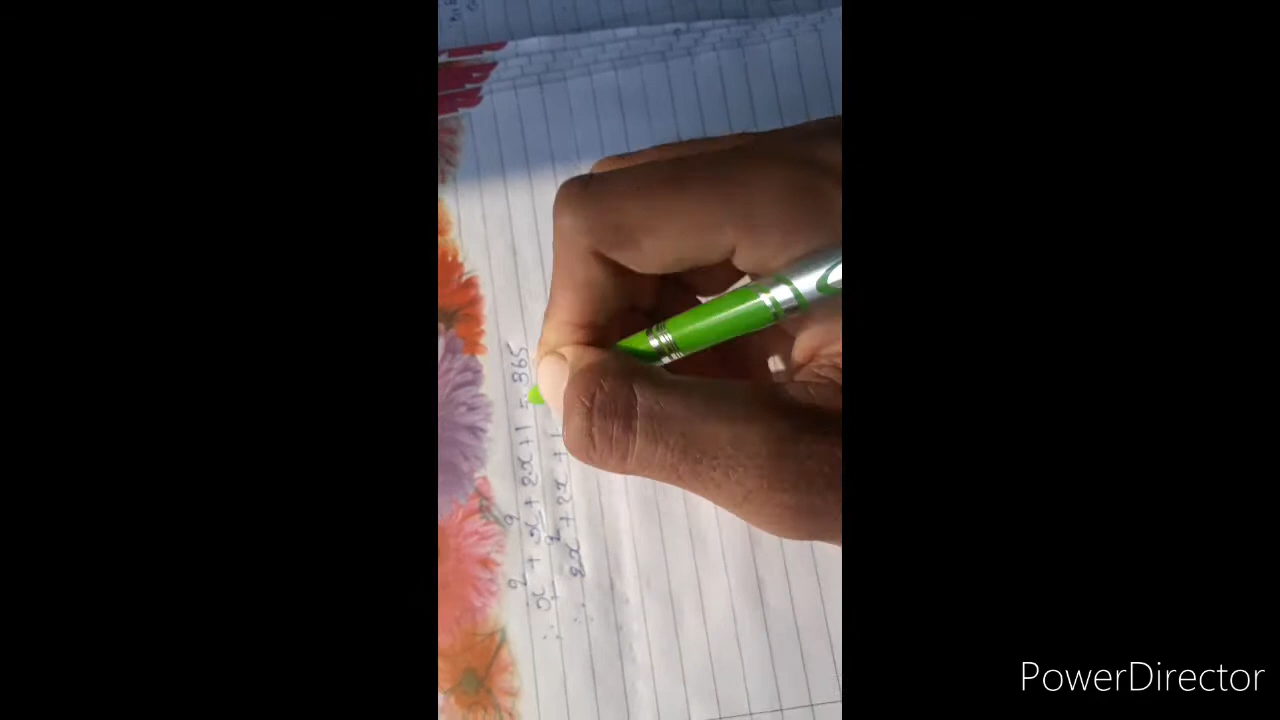 ∴ x² + x² + 2x + 1 = 365
∴ 2x² + 2x + 1
PowerDirector